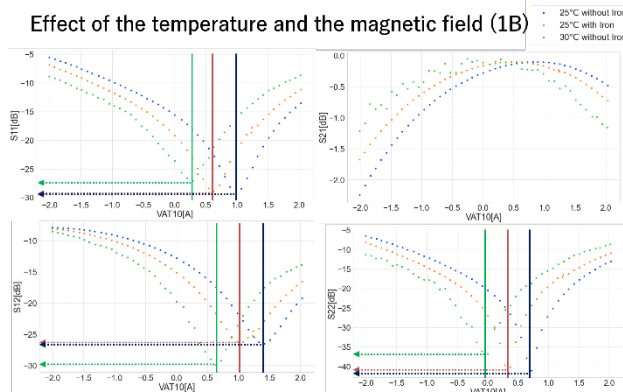 Effect of the temperature and the magnetic field (1B)
25℃ without Iron
25℃ with Iron
30℃ without Iron
S11[dB]
−5
−10
−15
−20
−25
−30
−2.0 −1.5 −1.0 −0.5 0.0 0.5 1.0 1.5 2.0
VAT10[A]
S21[dB]
0.0
−0.5
−1.0
−1.5
−2.0
−2.0 −1.5 −1.0 −0.5 0.0 0.5 1.0 1.5 2.0
VAT10[A]
S12[dB]
−10
−15
−20
−25
−30
−2.0 −1.5 −1.0 −0.5 0.0 0.5 1.0 1.5 2.0
VAT10[A]
S22[dB]
−5
−10
−15
−20
−25
−30
−35
−40
−2.0 −1.5 −1.0 −0.5 0.0 0.5 1.0 1.5 2.0
VAT10[A]